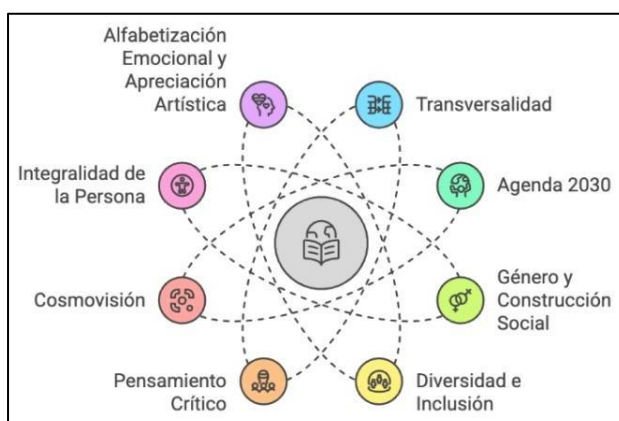 Alfabetización
Emocional y
Apreciación
Artística
Transversalidad
Integralidad de
la Persona
Agenda 2030
Cosmovisión
Género y
Construcción
Social
Pensamiento
Crítico
Diversidad e
Inclusión